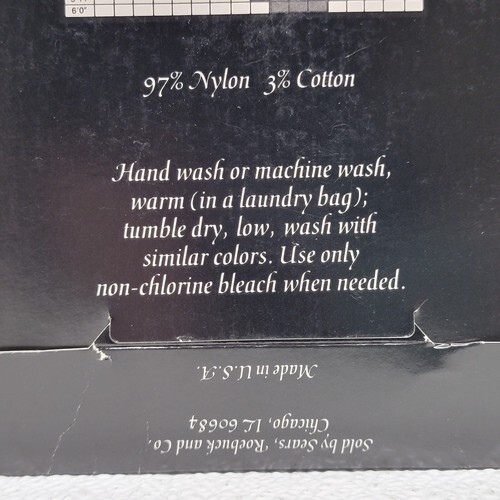 6'0"
97% Nylon 3% Cotton
Hand wash or machine wash,
warm (in a laundry bag);
tumble dry, low, wash with
similar colors. Use only
non-chlorine bleach when needed.
Made in U.S.A.
Sold by Sears, Roebuck and Co.
Chicago, IL 60684